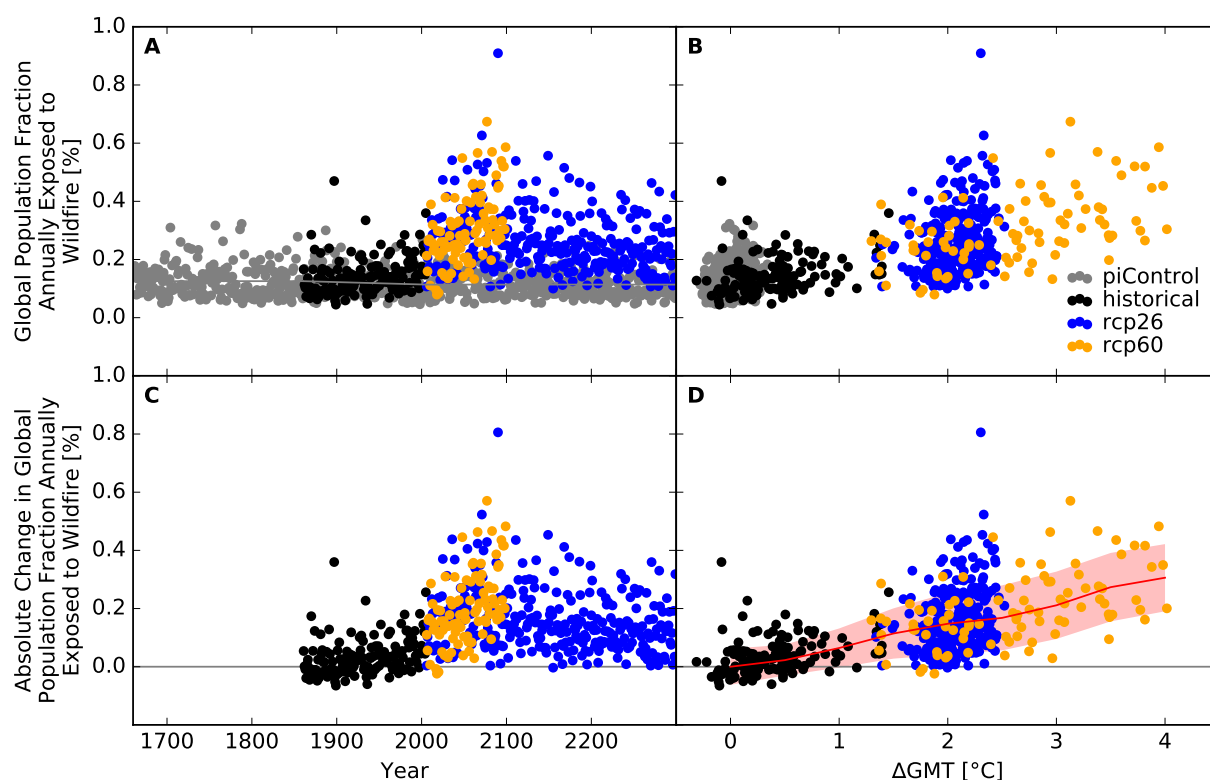 A
B
1.0
0.8
0.6
0.4
0.2
0.0
Global Population Fraction
Annually Exposed to
Wildfire [%]
piControl
historical
rcp26
rcp60
C
D
1.0
0.8
0.6
0.4
0.2
0.0
Absolute Change in Global
Population Fraction Annually
Exposed to Wildfire [%]
1700 1800 1900 2000 2100 2200
0 1 2 3 4
Year
ΔGMT [°C]